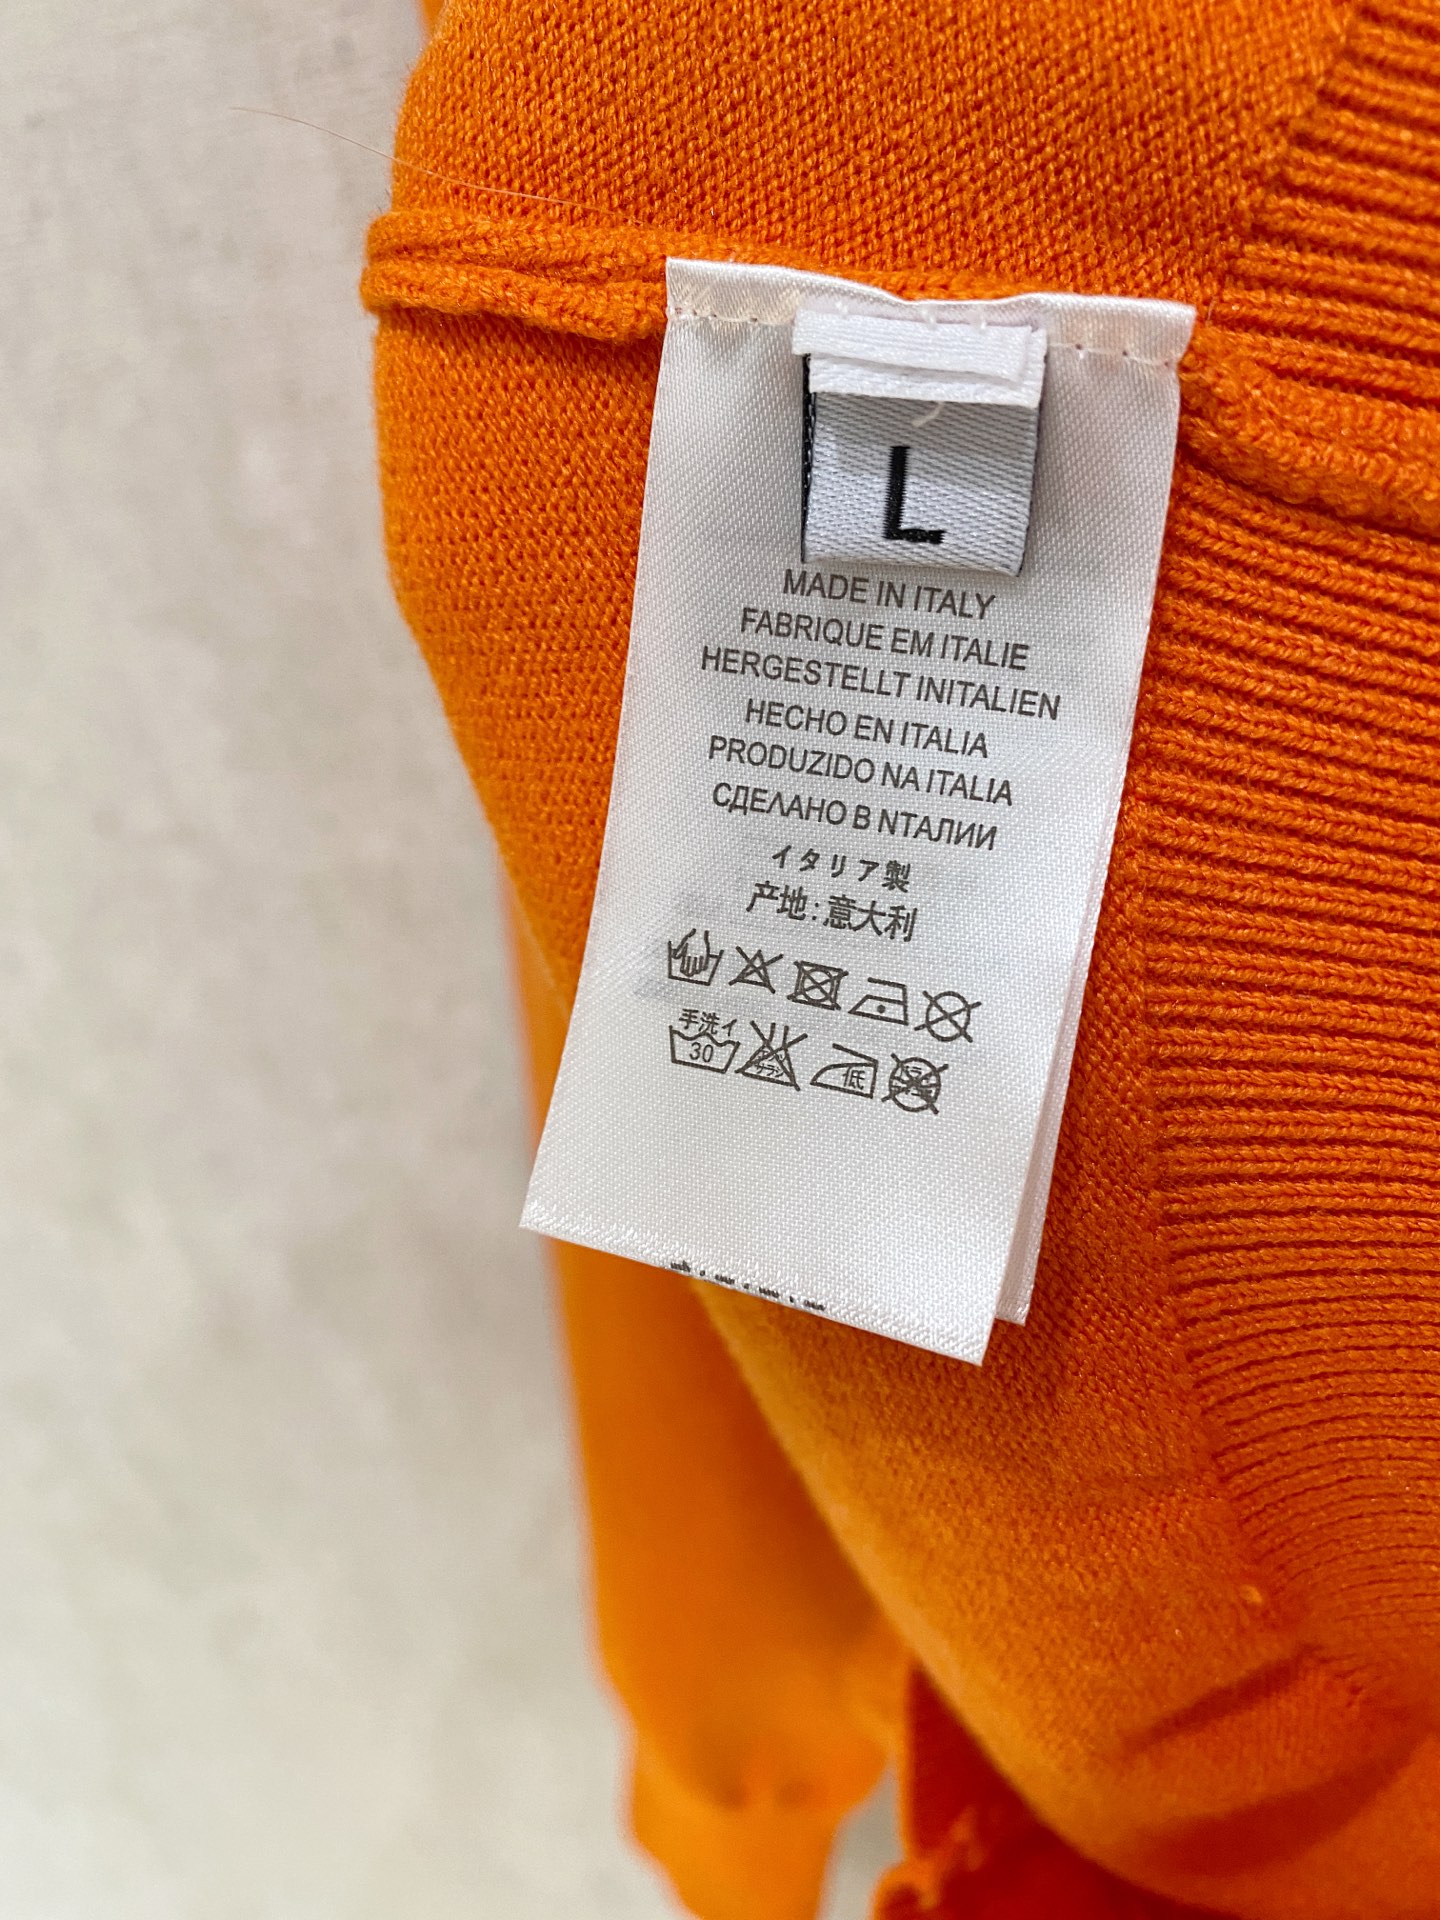 L
MADE IN ITALY
FABRIQUE EM ITALIE
HERGESTELLT INITALIEN
HECHO EN ITALIA
PRODUZIDO NA ITALIA
СДЕЛАНО В NТАЛИИ
イタリア製
产地:意大利
手洗イ
30
低